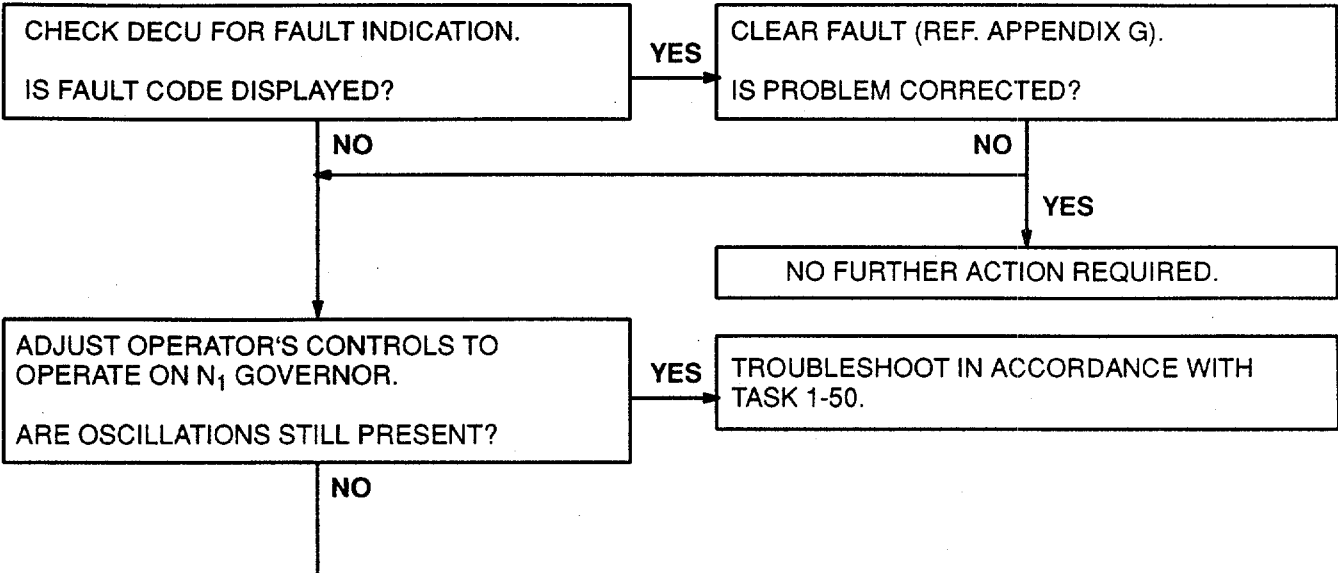 CHECK DECU FOR FAULT INDICATION.
IS FAULT CODE DISPLAYED?
YES
CLEAR FAULT (REF. APPENDIX G).
IS PROBLEM CORRECTED?
NO
NO
YES
NO FURTHER ACTION REQUIRED.
ADJUST OPERATOR'S CONTROLS TO
OPERATE ON N₁ GOVERNOR.
ARE OSCILLATIONS STILL PRESENT?
YES
TROUBLESHOOT IN ACCORDANCE WITH
TASK 1-50.
NO